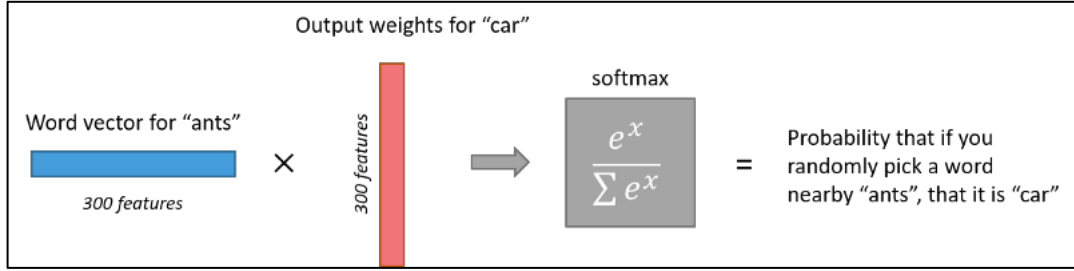 Output weights for “car”
softmax
Word vector for “ants”
×
300 features
300 features
e^x
∑ e^x
=
Probability that if you
randomly pick a word
nearby “ants”, that it is “car”